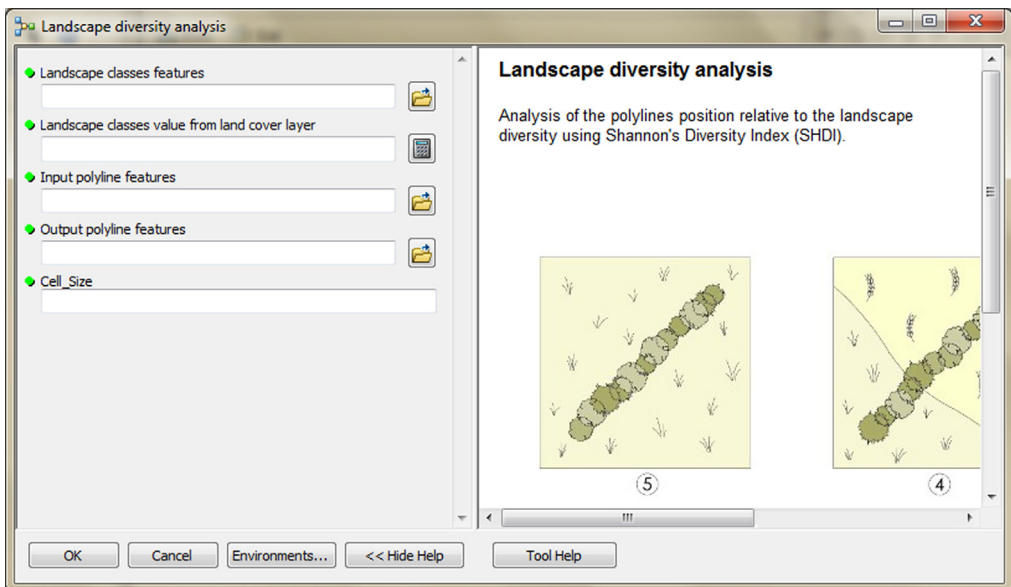 Landscape diversity analysis
Landscape classes features
Landscape classes value from land cover layer
Input polyline features
Output polyline features
Cell_Size
OK
Cancel
Environments...
<< Hide Help
Landscape diversity analysis
Analysis of the polylines position relative to the landscape
diversity using Shannon's Diversity Index (SHDI).
5
4
Tool Help